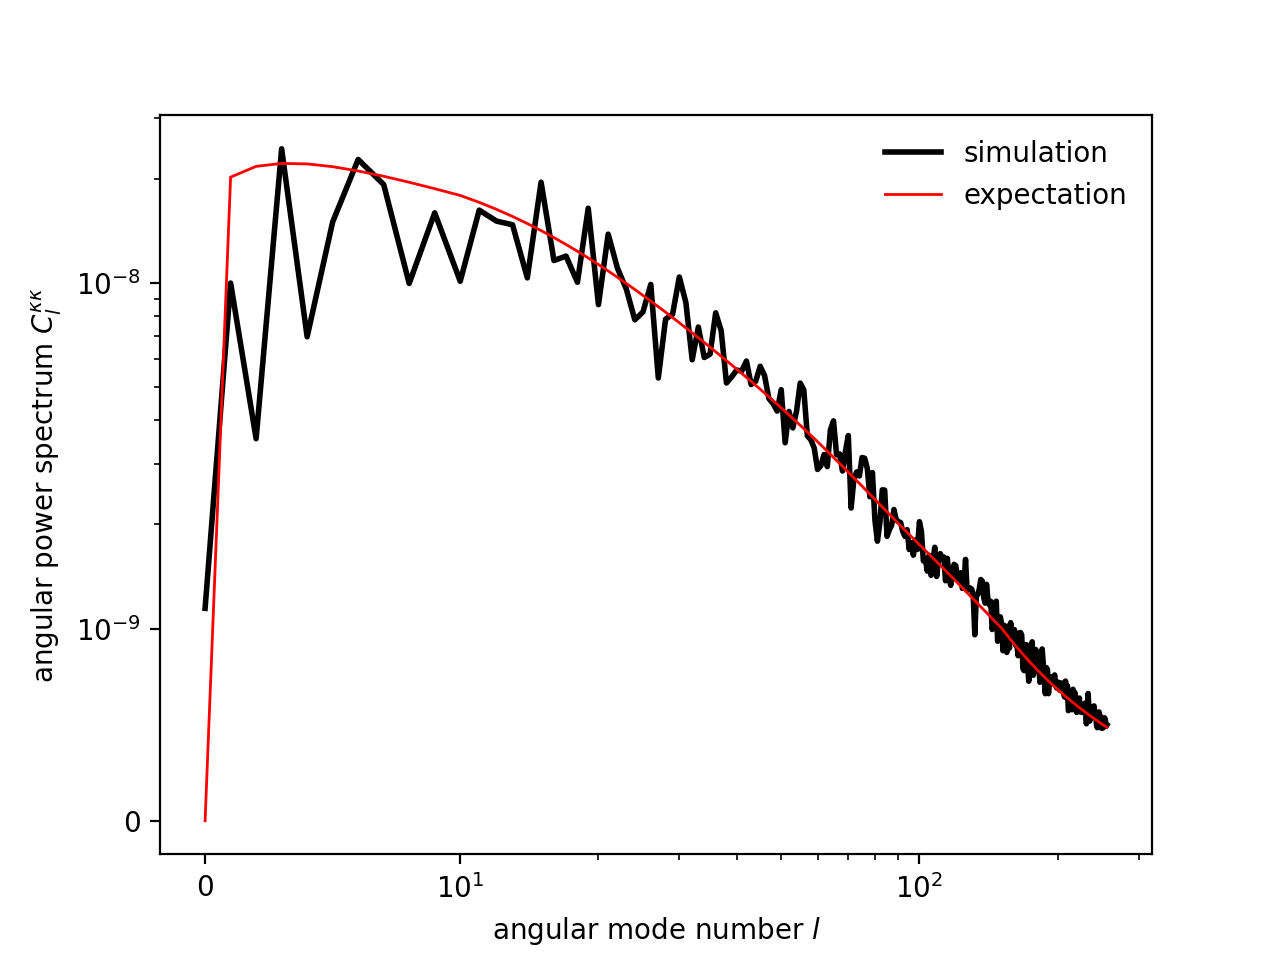 simulation
expectation
10⁻⁸
10⁻⁹
0
angular power spectrum $C_l^{\kappa\kappa}$
0
10¹
10²
angular mode number l